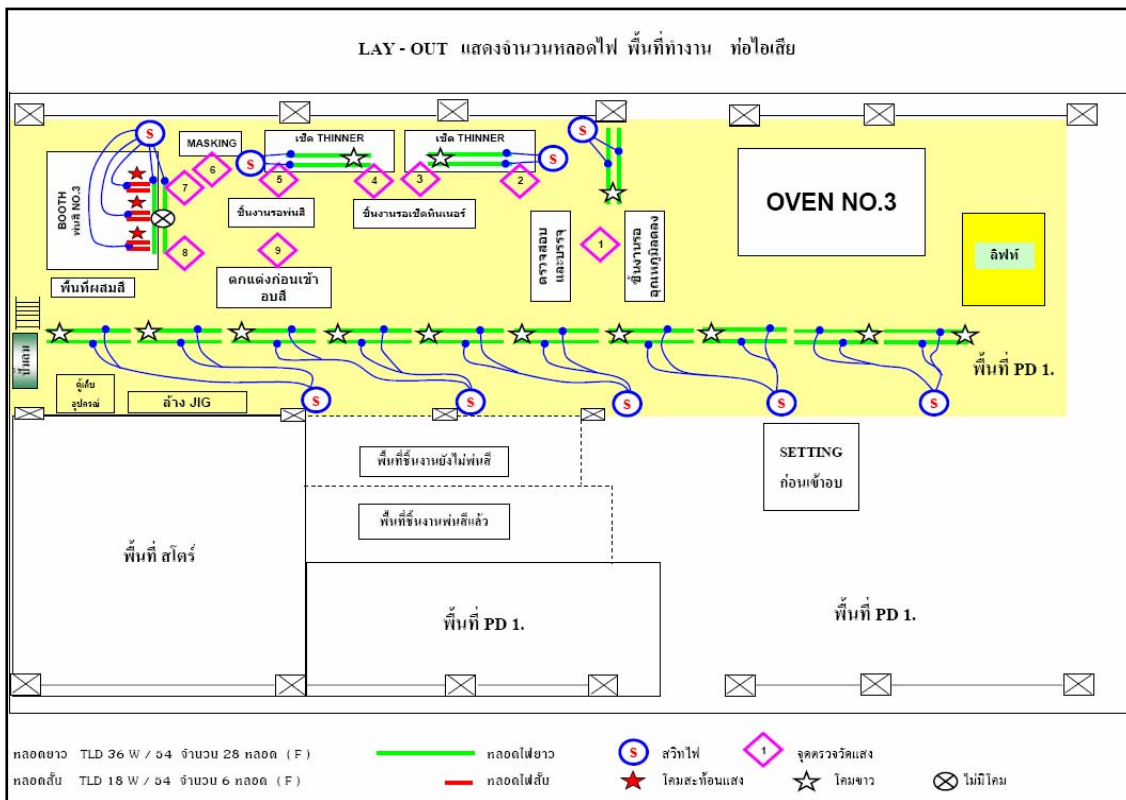 LAY - OUT แสดงจำนวนหลอดไฟ พื้นที่ทำงาน ท่อไอเสีย
S
MASKING
เช็ด THINNER
เช็ด THINNER
S
S
S
BOOTH
พ่นสี NO.3
7
6
5
4
3
2
OVEN NO.3
ชิ้นงานรอพ่นสี
ชิ้นงานรอเช็ดทินเนอร์
8
9
1
ตรวจสอบ
และบรรจุ
ชิ้นงานรอ
อุณหภูมิลดลง
ลิฟท์
พื้นที่ผสมสี
ตกแต่งก่อนเข้า
อบสี
ปั๊มลม
พื้นที่ PD 1.
ตู้เก็บ
อุปกรณ์
ล้าง JIG
S
S
S
S
S
พื้นที่ชิ้นงานยังไม่พ่นสี
SETTING
ก่อนเข้าอบ
พื้นที่ชิ้นงานพ่นสีแล้ว
พื้นที่ สโตร์
พื้นที่ PD 1.
พื้นที่ PD 1.
หลอดยาว TLD 36 W / 54 จำนวน 28 หลอด ( F )
หลอดไฟยาว
S
สวิทไฟ
1
จุดตรวจวัดแสง
หลอดสั้น TLD 18 W / 54 จำนวน 6 หลอด ( F )
หลอดไฟสั้น
โคมสะท้อนแสง
โคมขาว
ไม่มีโคม